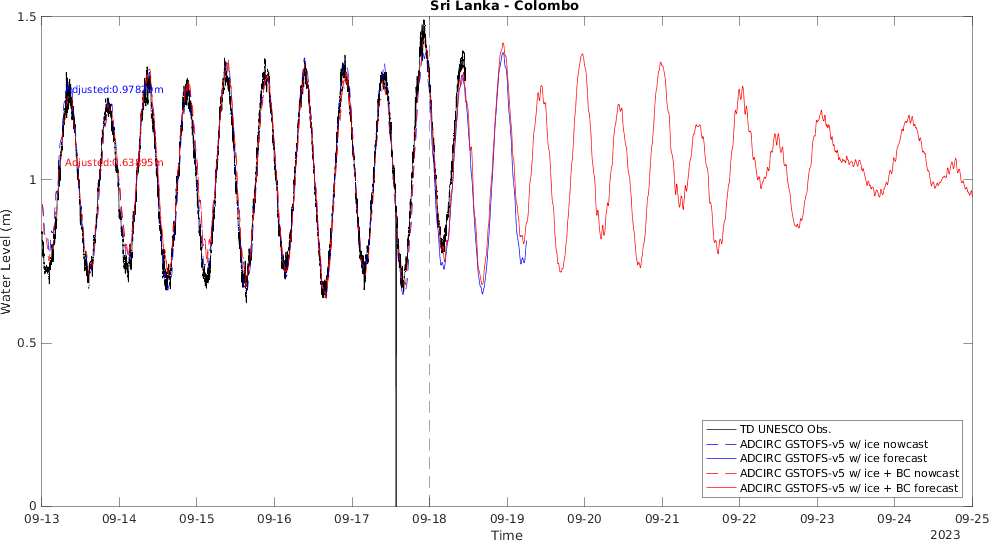 Sri Lanka - Colombo
1.5
1
0.5
0
Water Level (m)
Adjusted:0.63895m
TD UNESCO Obs.
ADCIRC GSTOFS-v5 w/ ice nowcast
ADCIRC GSTOFS-v5 w/ ice forecast
ADCIRC GSTOFS-v5 w/ ice + BC nowcast
ADCIRC GSTOFS-v5 w/ ice + BC forecast
09-13 09-14 09-15 09-16 09-17 09-18 09-19 09-20 09-21 09-22 09-23 09-24 09-25
Time
2023